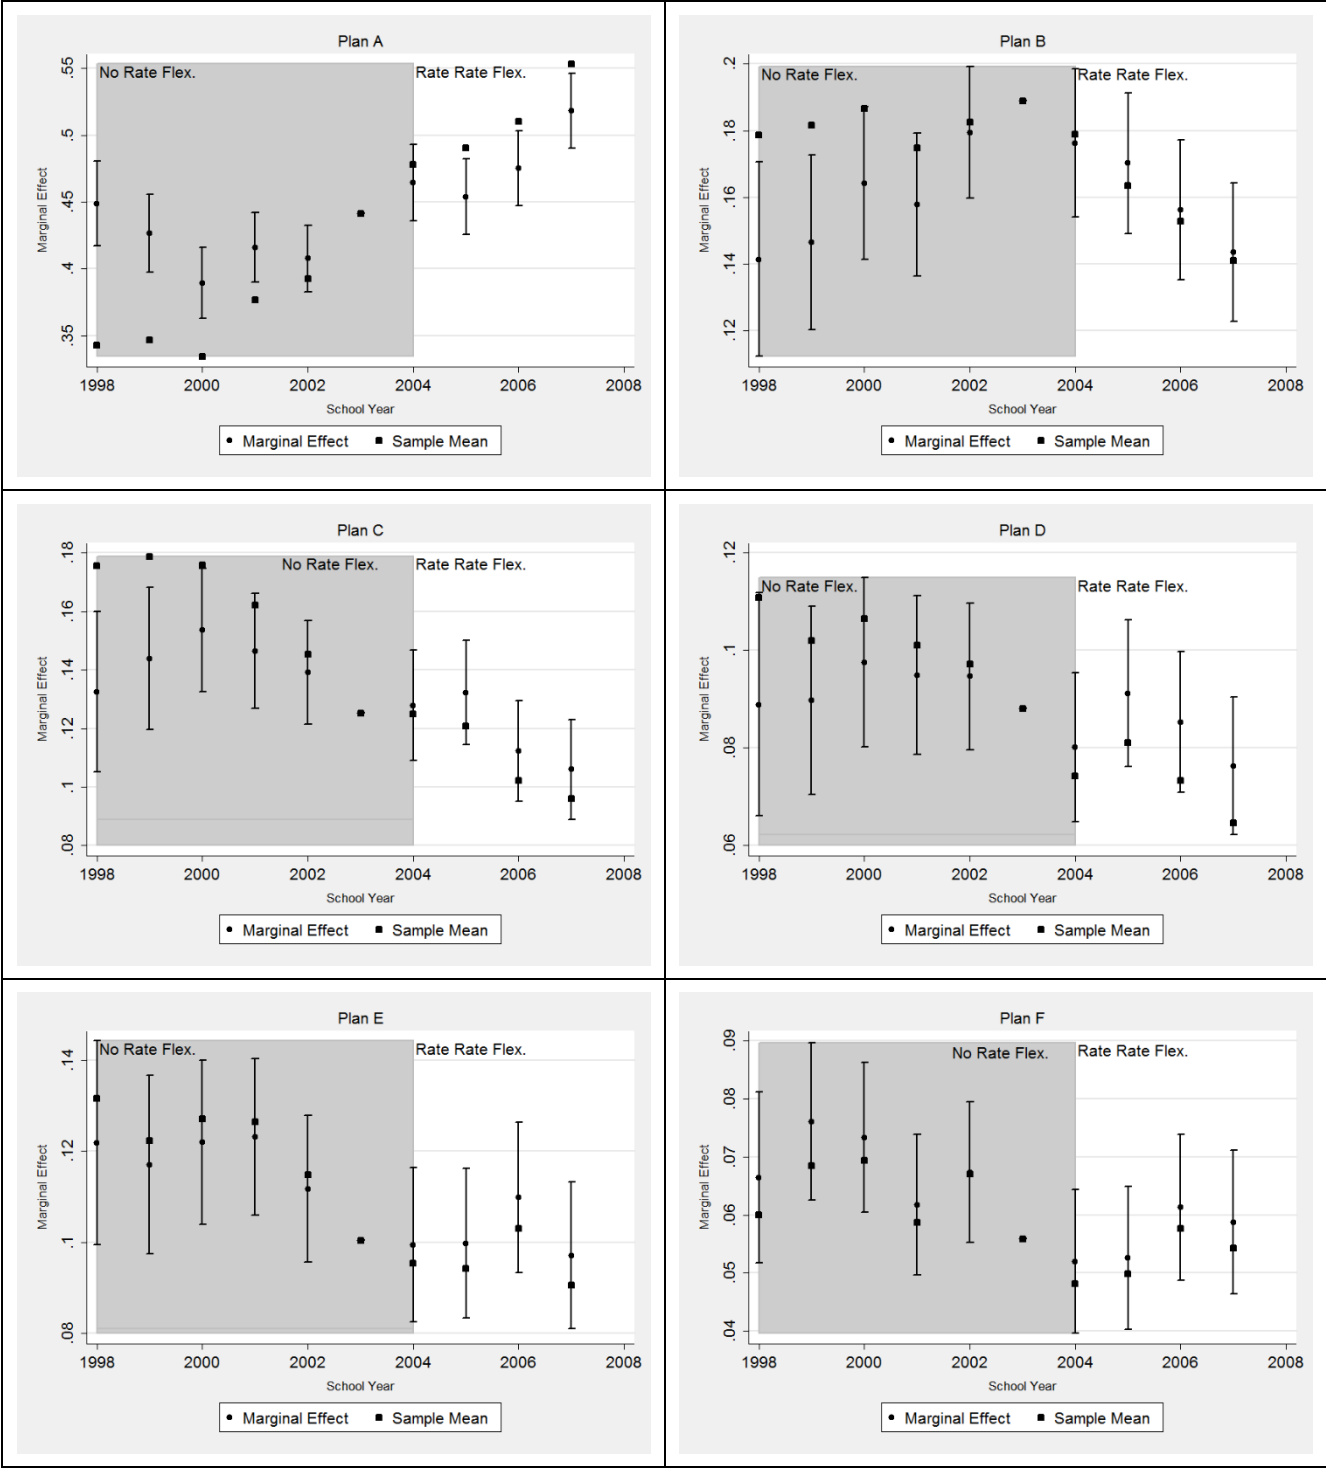 Plan A
No Rate Flex. Rate Rate Flex.
Marginal Effect
.55
.5
.45
.4
.35
1998 2000 2002 2004 2006 2008
School Year
Marginal Effect Sample Mean
Plan B
No Rate Flex. Rate Rate Flex.
Marginal Effect
.2
.18
.16
.14
.12
1998 2000 2002 2004 2006 2008
School Year
Marginal Effect Sample Mean
Plan C
No Rate Flex. Rate Rate Flex.
Marginal Effect
.18
.16
.14
.12
.1
.08
1998 2000 2002 2004 2006 2008
School Year
Marginal Effect Sample Mean
Plan D
No Rate Flex. Rate Rate Flex.
Marginal Effect
.12
.1
.08
.06
1998 2000 2002 2004 2006 2008
School Year
Marginal Effect Sample Mean
Plan E
No Rate Flex. Rate Rate Flex.
Marginal Effect
.14
.12
.1
.08
1998 2000 2002 2004 2006 2008
School Year
Marginal Effect Sample Mean
Plan F
No Rate Flex. Rate Rate Flex.
Marginal Effect
.09
.08
.07
.06
.05
.04
1998 2000 2002 2004 2006 2008
School Year
Marginal Effect Sample Mean